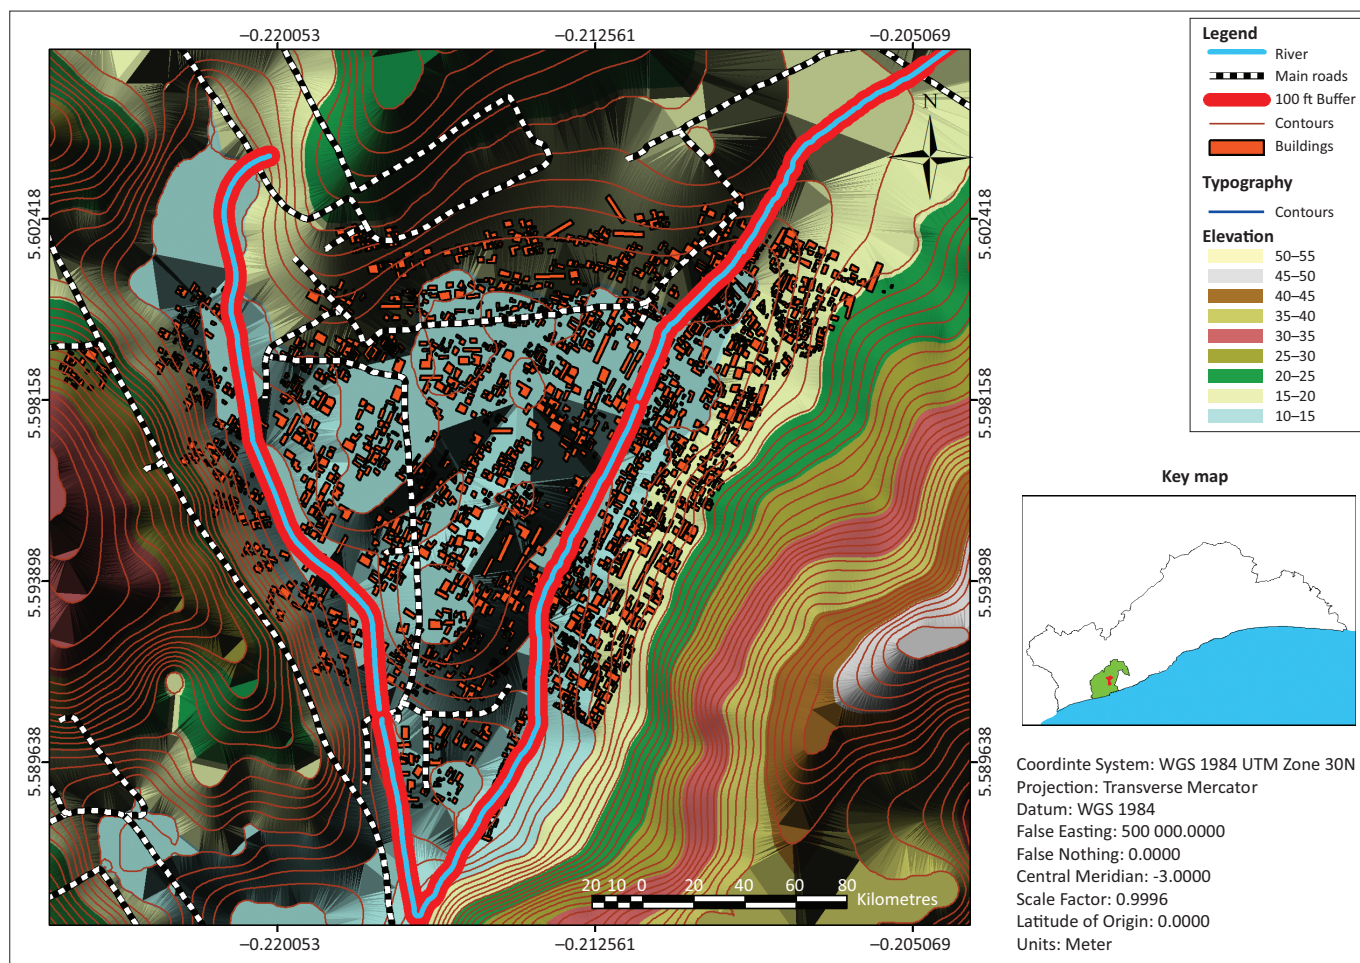 −0.220053
−0.212561
−0.205069
5.602418
5.598158
5.593898
5.589638
N
20 10 0 20 40 60 80
Kilometres
5.602418
5.598158
5.593898
5.589638
−0.220053
−0.212561
−0.205069
Legend
River
Main roads
100 ft Buffer
Contours
Buildings
Typography
Contours
Elevation
50–55
45–50
40–45
35–40
30–35
25–30
20–25
15–20
10–15
Key map
Coordinte System: WGS 1984 UTM Zone 30N
Projection: Transverse Mercator
Datum: WGS 1984
False Easting: 500 000.0000
False Nothing: 0.0000
Central Meridian: -3.0000
Scale Factor: 0.9996
Latitude of Origin: 0.0000
Units: Meter